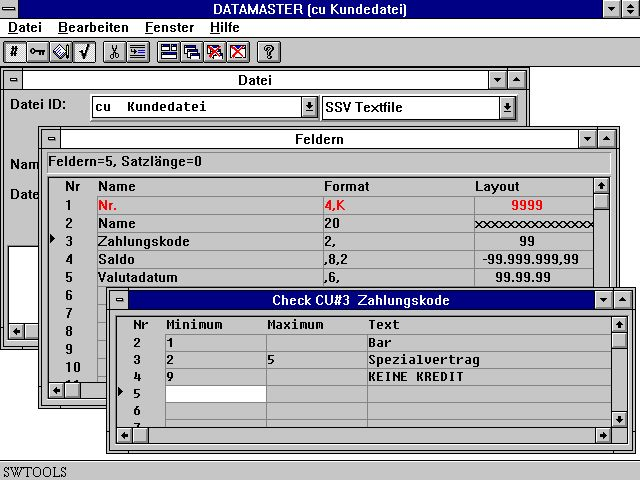 DATAMASTER (cu Kundedatei)
Datei Bearbeiten Fenster Hilfe
# ?
Datei
Datei ID: cu Kundedatei SSV Textfile
Feldern
Feldern=5, Satzlänge=0
Nam
Date
Nr Name Format Layout
1 Nr. 4,K 9999
2 Name 20 xxxxxxxxxxxxxxx
3 Zahlungskode 2, 99
4 Saldo ,8,2 -99.999.999,99
5 Valutadatum ,6, 99.99.99
6
7
8
9
10
Check CU#3 Zahlungskode
Nr Minimum Maximum Text
2 1 Bar
3 2 5 Spezialvertrag
4 9 KEINE KREDIT
5
6
SWTOOLS